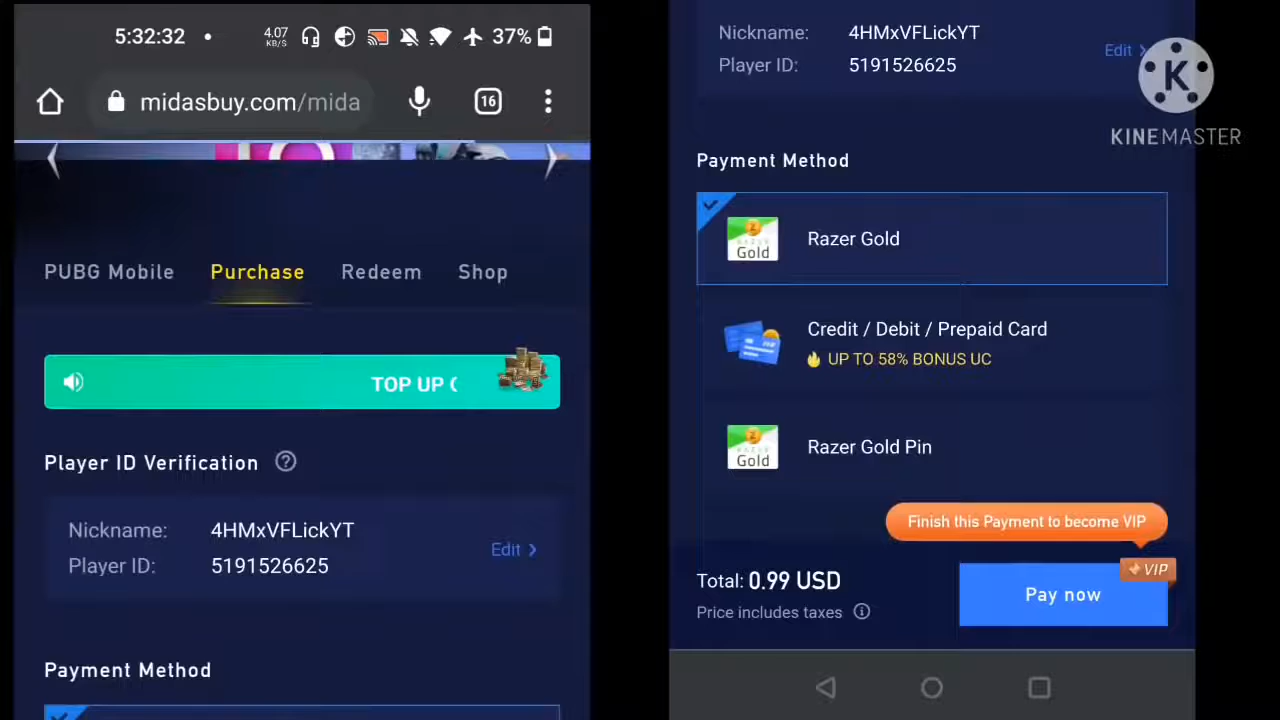 5:32:32
4.07
KB/S
37%
midasbuy.com/mida
16
PUBG Mobile
Purchase
Redeem
Shop
TOP UP
Player ID Verification
Nickname: 4HMxVFLickYT
Player ID: 5191526625
Edit >
Payment Method
Nickname: 4HMxVFLickYT
Player ID: 5191526625
Edit >
K
KINEMASTER
Payment Method
Gold
Razer Gold
Credit / Debit / Prepaid Card
UP TO 58% BONUS UC
Gold
Razer Gold Pin
Finish this Payment to become VIP
VIP
Total: 0.99 USD
Pay now
Price includes taxes